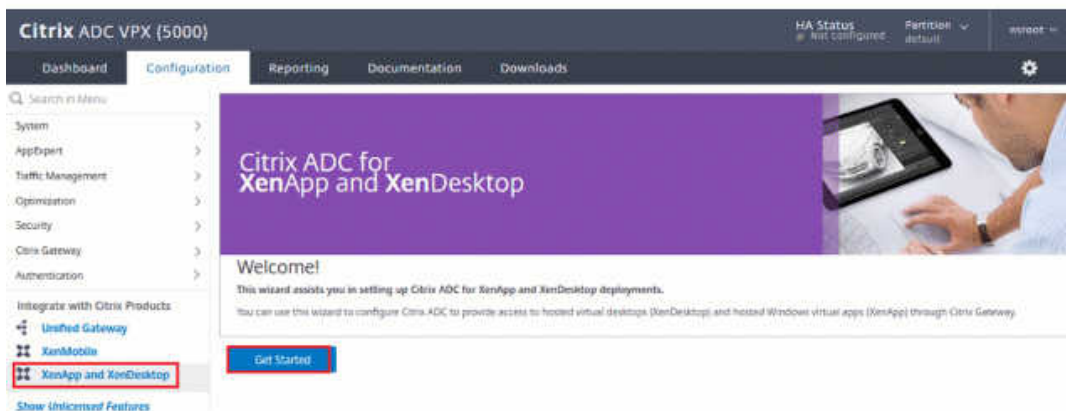 Citrix ADC VPX (5000)
HA Status
Not configured
Partition
default
nsroot
Dashboard
Configuration
Reporting
Documentation
Downloads
Search in Menu
System
AppExpert
Traffic Management
Optimization
Security
Citrix Gateway
Authentication
Integrate with Citrix Products
Unified Gateway
XenMobile
XenApp and XenDesktop
Show Unlicensed Features
Citrix ADC for
XenApp and XenDesktop
Welcome!
This wizard assists you in setting up Citrix ADC for XenApp and XenDesktop deployments.
You can use this wizard to configure Citrix ADC to provide access to hosted virtual desktops (XenDesktop) and hosted Windows virtual apps (XenApp) through Citrix Gateway.
Get Started